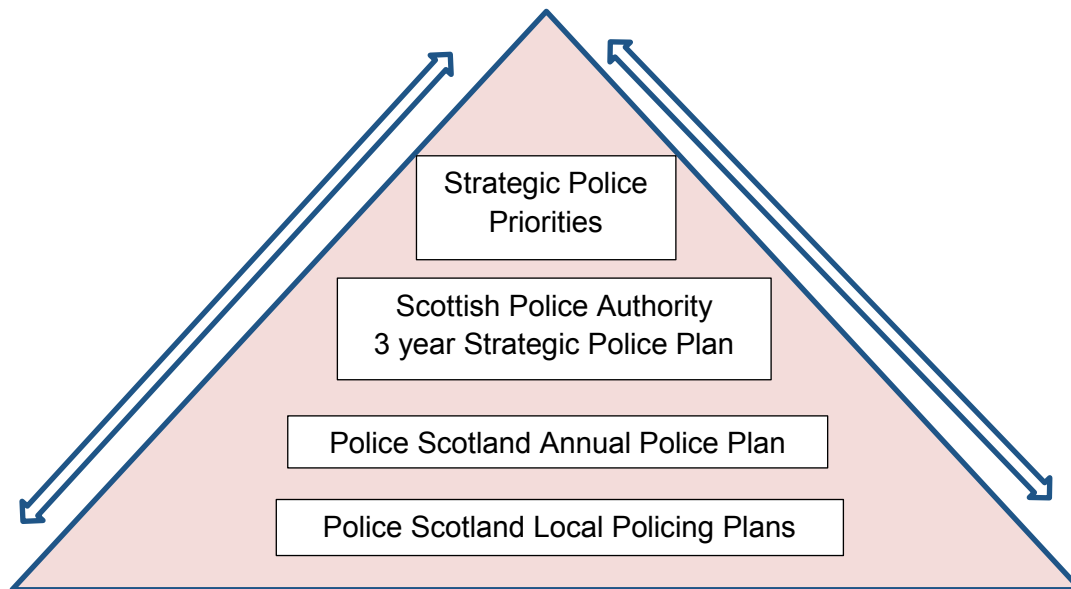 Strategic Police
Priorities
Scottish Police Authority
3 year Strategic Police Plan
Police Scotland Annual Police Plan
Police Scotland Local Policing Plans